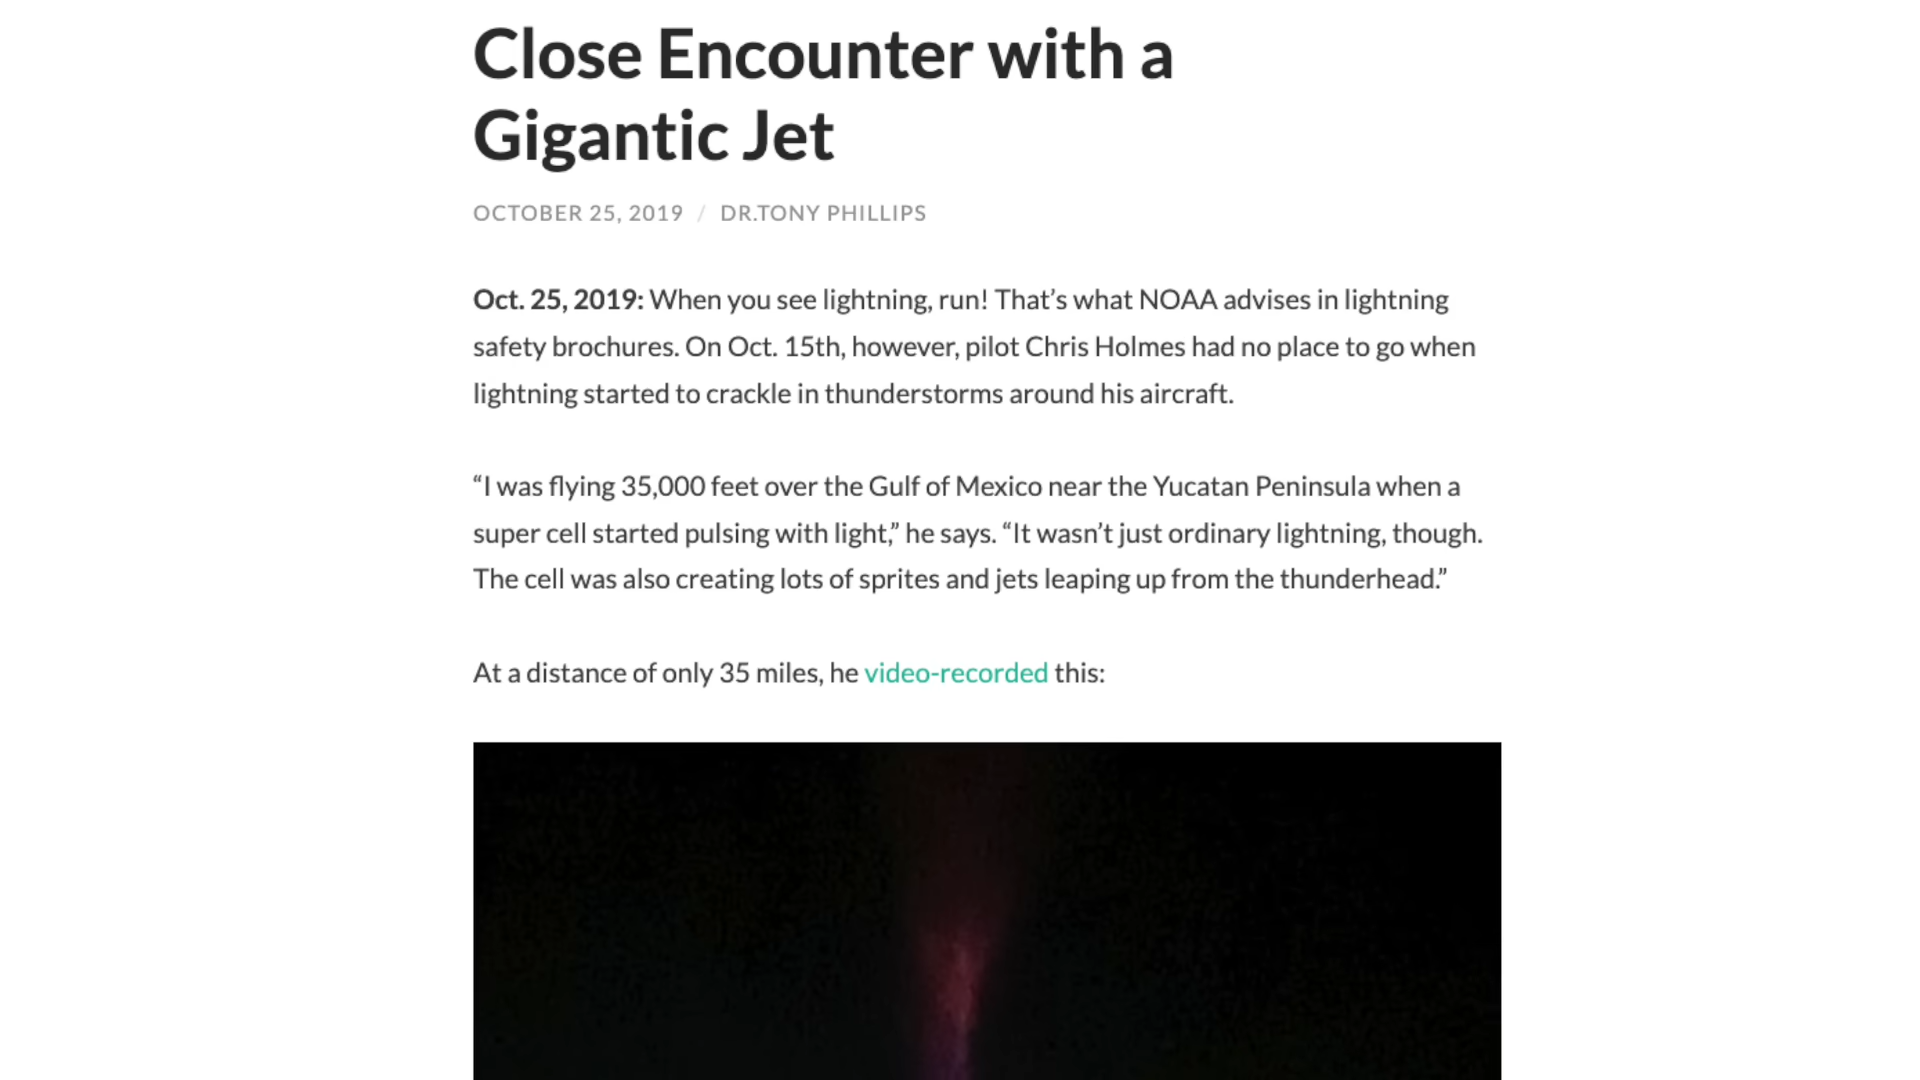 Close Encounter with a
Gigantic Jet
OCTOBER 25, 2019 / DR.TONY PHILLIPS
Oct. 25, 2019: When you see lightning, run! That’s what NOAA advises in lightning
safety brochures. On Oct. 15th, however, pilot Chris Holmes had no place to go when
lightning started to crackle in thunderstorms around his aircraft.
“I was flying 35,000 feet over the Gulf of Mexico near the Yucatan Peninsula when a
super cell started pulsing with light,” he says. “It wasn’t just ordinary lightning, though.
The cell was also creating lots of sprites and jets leaping up from the thunderhead.”
At a distance of only 35 miles, he video-recorded this: